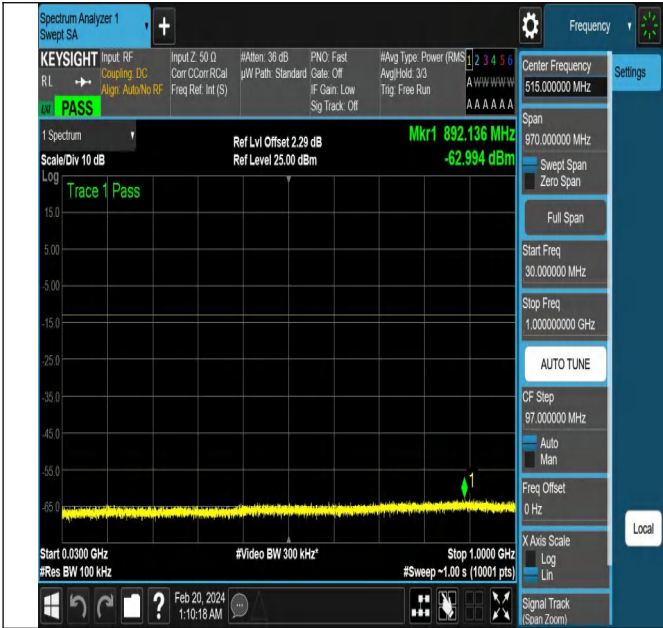 Spectrum Analyzer 1
Swept SA
Frequency
KEYSIGHT
RL
PASS
Input: RF
Coupling: DC
Align: Auto/No RF
Input Z: 50 Ω
Corr CCorr RCal
Freq Ref: Int (S)
#Atten: 36 dB
µW Path: Standard
PNO: Fast
Gate: Off
IF Gain: Low
Sig Track: Off
#Avg Type: Power (RMS
Avg|Hold: 3/3
Trig: Free Run
1 2 3 4 5 6
A W W W W W
A A A A A A
1 Spectrum
Scale/Div 10 dB
Ref Lvl Offset 2.29 dB
Ref Level 25.00 dBm
Mkr1 892.136 MHz
-62.994 dBm
Log
Trace 1 Pass
15.0
5.00
-5.00
-15.0
-25.0
-35.0
-45.0
-55.0
-65.0
1
Start 0.0300 GHz
#Res BW 100 kHz
#Video BW 300 kHz*
Stop 1.0000 GHz
#Sweep ~1.00 s (10001 pts)
Feb 20, 2024
1:10:18 AM
Center Frequency
515.000000 MHz
Settings
Span
970.000000 MHz
Swept Span
Zero Span
Full Span
Start Freq
30.000000 MHz
Stop Freq
1.000000000 GHz
AUTO TUNE
CF Step
97.000000 MHz
Auto
Man
Freq Offset
0 Hz
Local
X Axis Scale
Log
Lin
Signal Track
(Span Zoom)